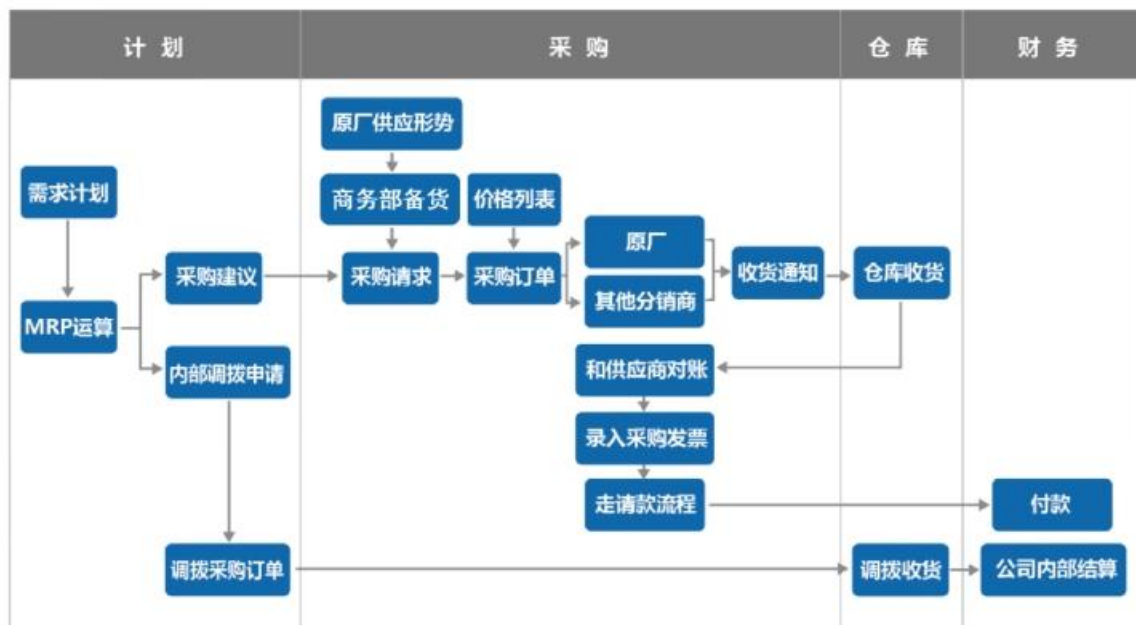 计 划
采 购
仓 库
财 务
原厂供应形势
需求计划
商务部备货
价格列表
原厂
采购建议
采购请求
采购订单
收货通知
仓库收货
其他分销商
MRP运算
内部调拨申请
和供应商对账
录入采购发票
走请款流程
付款
调拨采购订单
调拨收货
公司内部结算